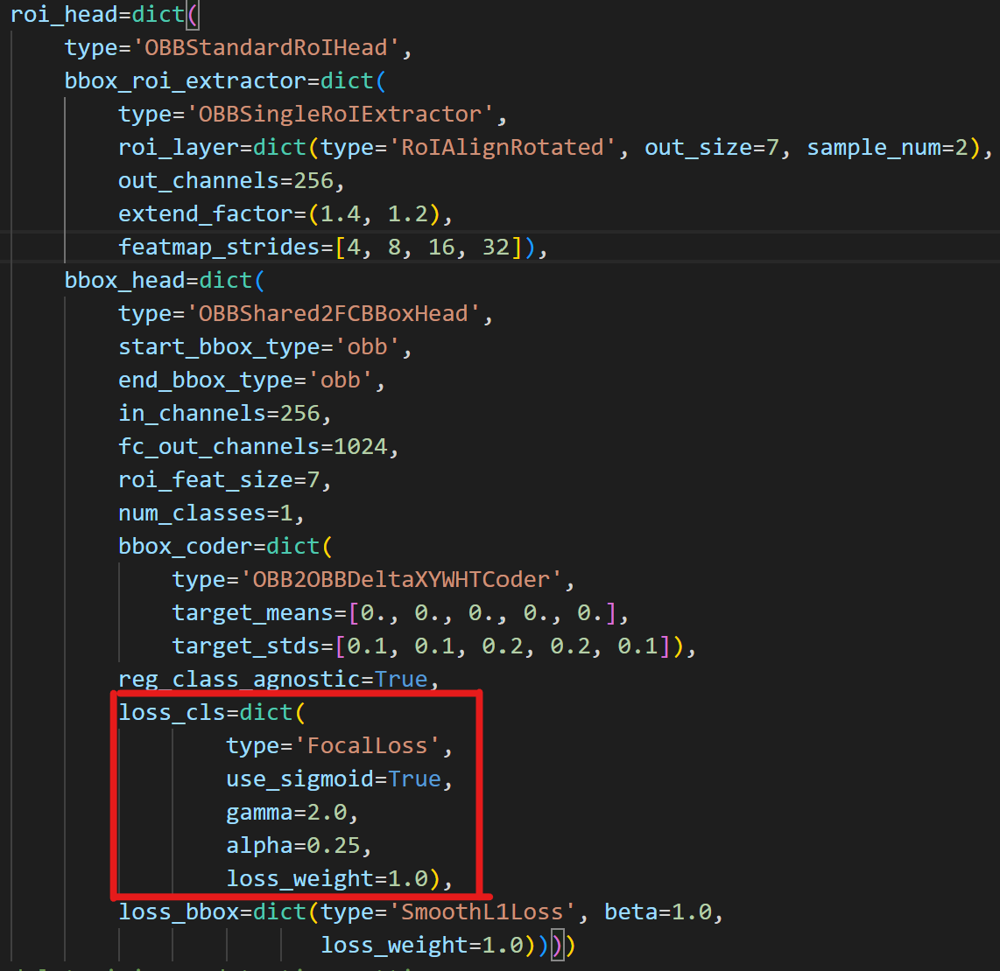 roi_head=dict(
type='OBBStandardRoIHead',
bbox_roi_extractor=dict(
type='OBBSingleRoIExtractor',
roi_layer=dict(type='RoIAlignRotated', out_size=7, sample_num=2),
out_channels=256,
extend_factor=(1.4, 1.2),
featmap_strides=[4, 8, 16, 32]),
bbox_head=dict(
type='OBBShared2FCBBoxHead',
start_bbox_type='obb',
end_bbox_type='obb',
in_channels=256,
fc_out_channels=1024,
roi_feat_size=7,
num_classes=1,
bbox_coder=dict(
type='OBB2OBBDeltaXYWHTCoder',
target_means=[0., 0., 0., 0., 0.],
target_stds=[0.1, 0.1, 0.2, 0.2, 0.1]),
reg_class_agnostic=True,
loss_cls=dict(
type='FocalLoss',
use_sigmoid=True,
gamma=2.0,
alpha=0.25,
loss_weight=1.0),
loss_bbox=dict(type='SmoothL1Loss', beta=1.0,
loss_weight=1.0))))